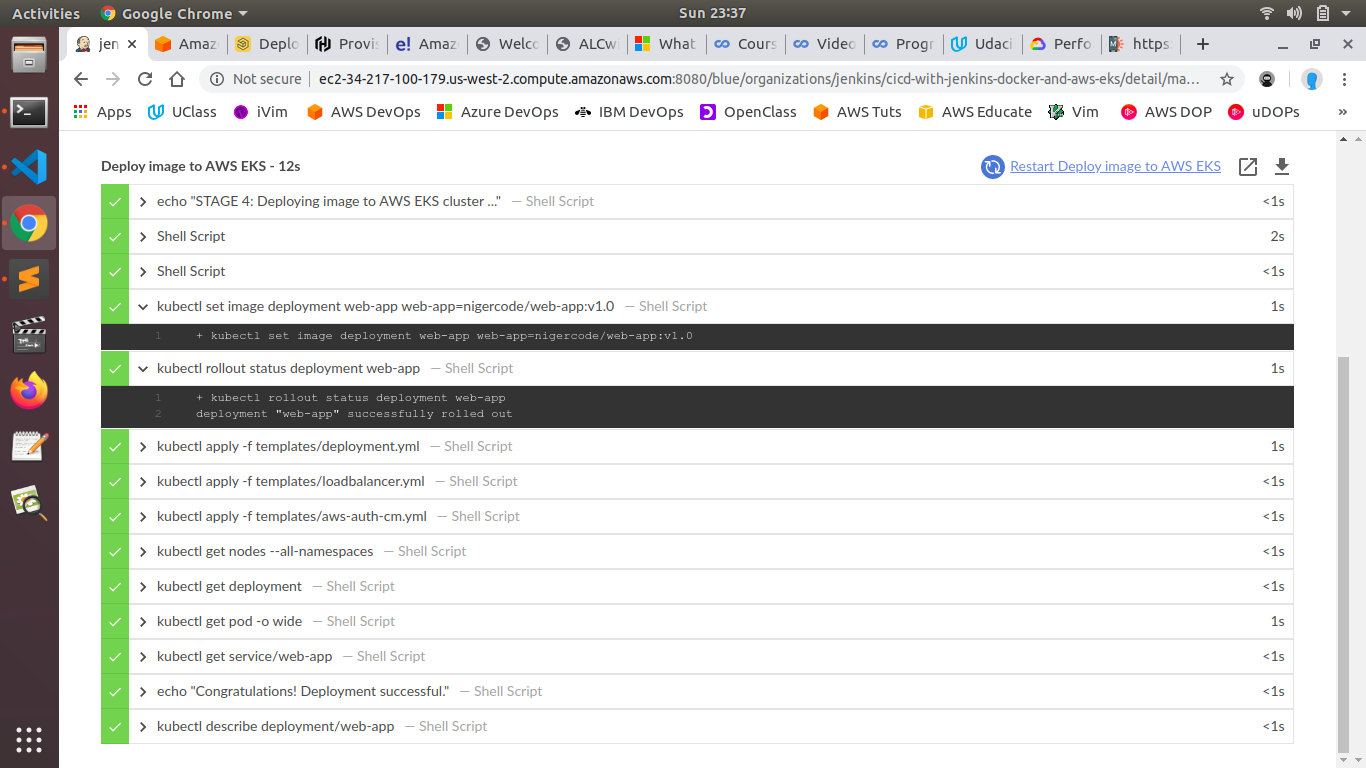 Activities Google Chrome Sun 23:37
jen Amaz Deplo Provis Amaz Welco ALCwl What Cours Video Progr Udaci Perfo https:
Not secure ec2-34-217-100-179.us-west-2.compute.amazonaws.com:8080/blue/organizations/jenkins/cicd-with-jenkins-docker-and-aws-eks/detail/ma...
Apps UClass iVim AWS DevOps Azure DevOps IBM DevOps OpenClass AWS Tuts AWS Educate Vim AWS DOP uDOPs »
Deploy image to AWS EKS - 12s Restart Deploy image to AWS EKS
echo "STAGE 4: Deploying image to AWS EKS cluster ..." — Shell Script <1s
Shell Script 2s
Shell Script <1s
kubectl set image deployment web-app web-app=nigercode/web-app:v1.0 — Shell Script 1s
1 + kubectl set image deployment web-app web-app=nigercode/web-app:v1.0
kubectl rollout status deployment web-app — Shell Script 1s
1 + kubectl rollout status deployment web-app
2 deployment "web-app" successfully rolled out
kubectl apply -f templates/deployment.yml — Shell Script 1s
kubectl apply -f templates/loadbalancer.yml — Shell Script <1s
kubectl apply -f templates/aws-auth-cm.yml — Shell Script <1s
kubectl get nodes --all-namespaces — Shell Script <1s
kubectl get deployment — Shell Script <1s
kubectl get pod -o wide — Shell Script 1s
kubectl get service/web-app — Shell Script <1s
echo "Congratulations! Deployment successful." — Shell Script <1s
kubectl describe deployment/web-app — Shell Script <1s